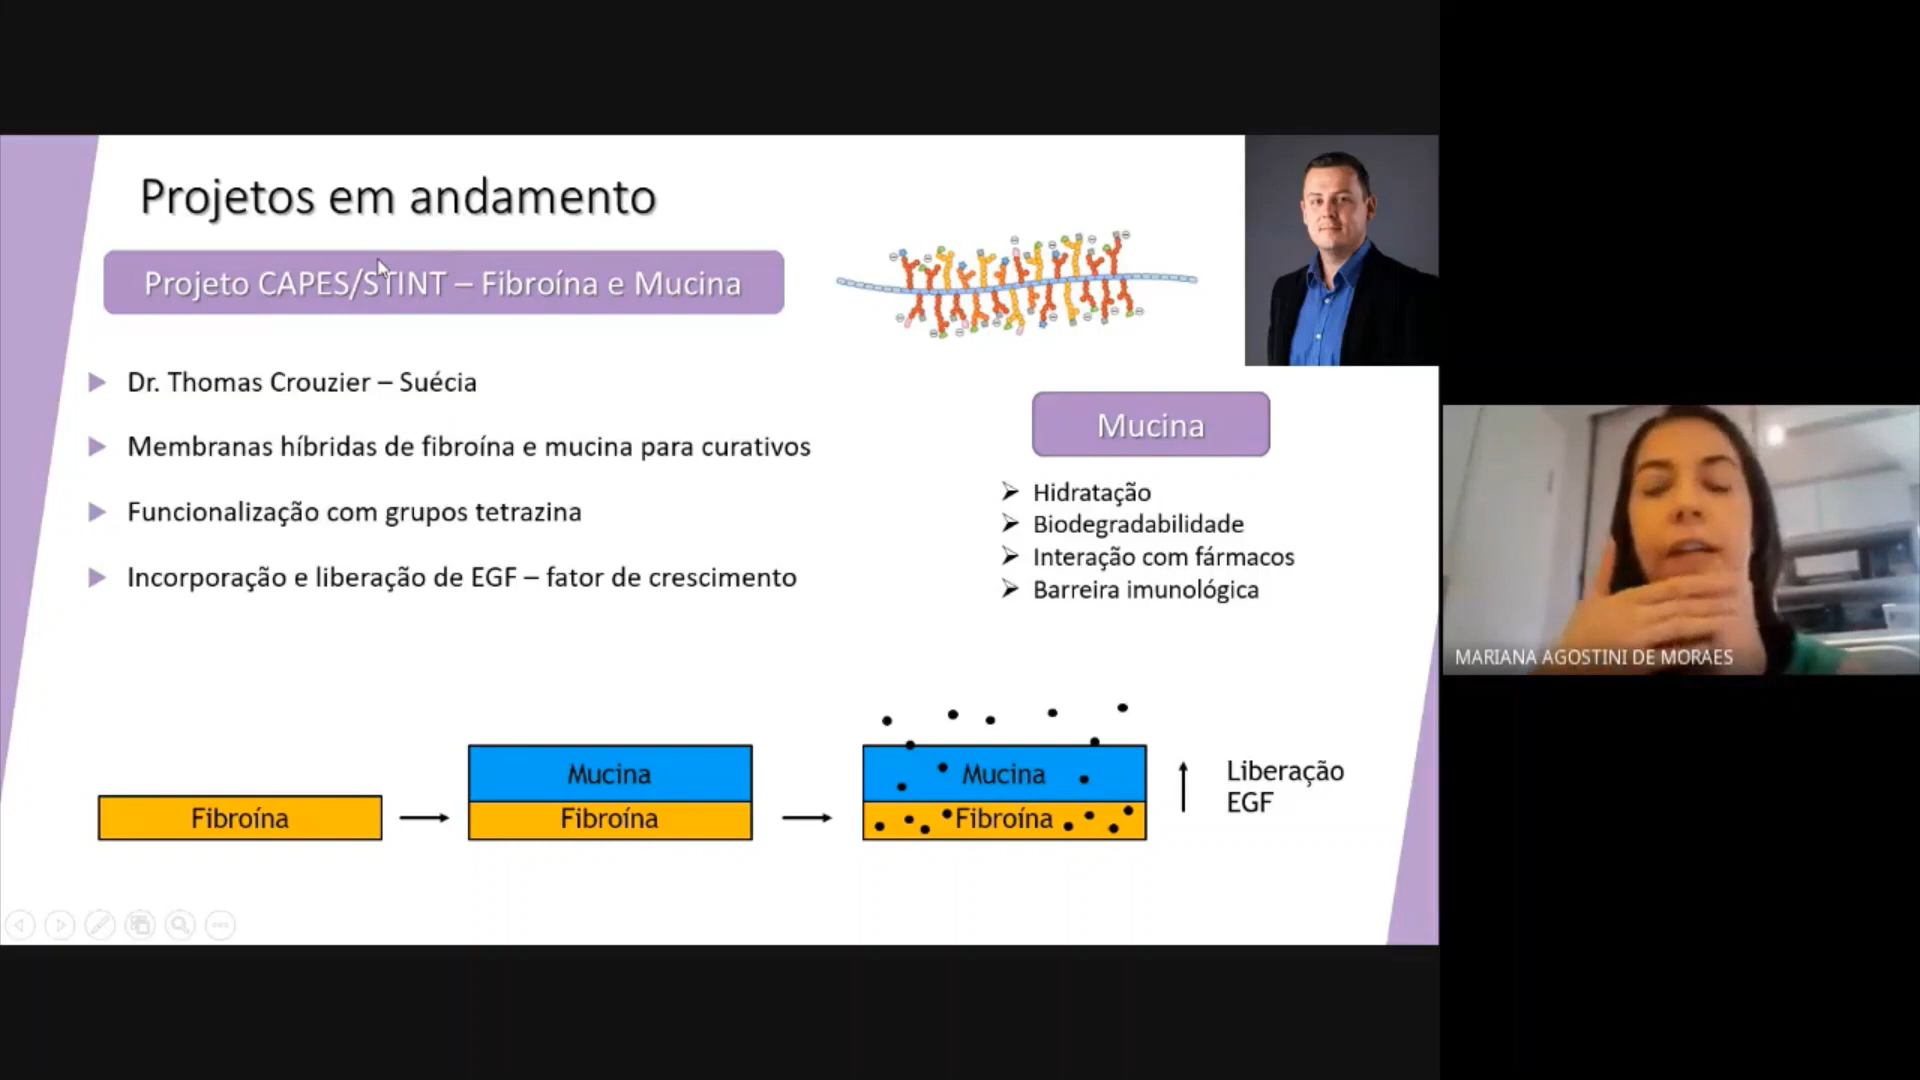 Projetos em andamento
Projeto CAPES/STINT – Fibroína e Mucina
Dr. Thomas Crouzier – Suécia
Membranas híbridas de fibroína e mucina para curativos
Funcionalização com grupos tetrazina
Incorporação e liberação de EGF – fator de crescimento
Mucina
Hidratação
Biodegradabilidade
Interação com fármacos
Barreira imunológica
Fibroína
Mucina
Fibroína
Mucina
Fibroína
Liberação
EGF
MARIANA AGOSTINI DE MORAES